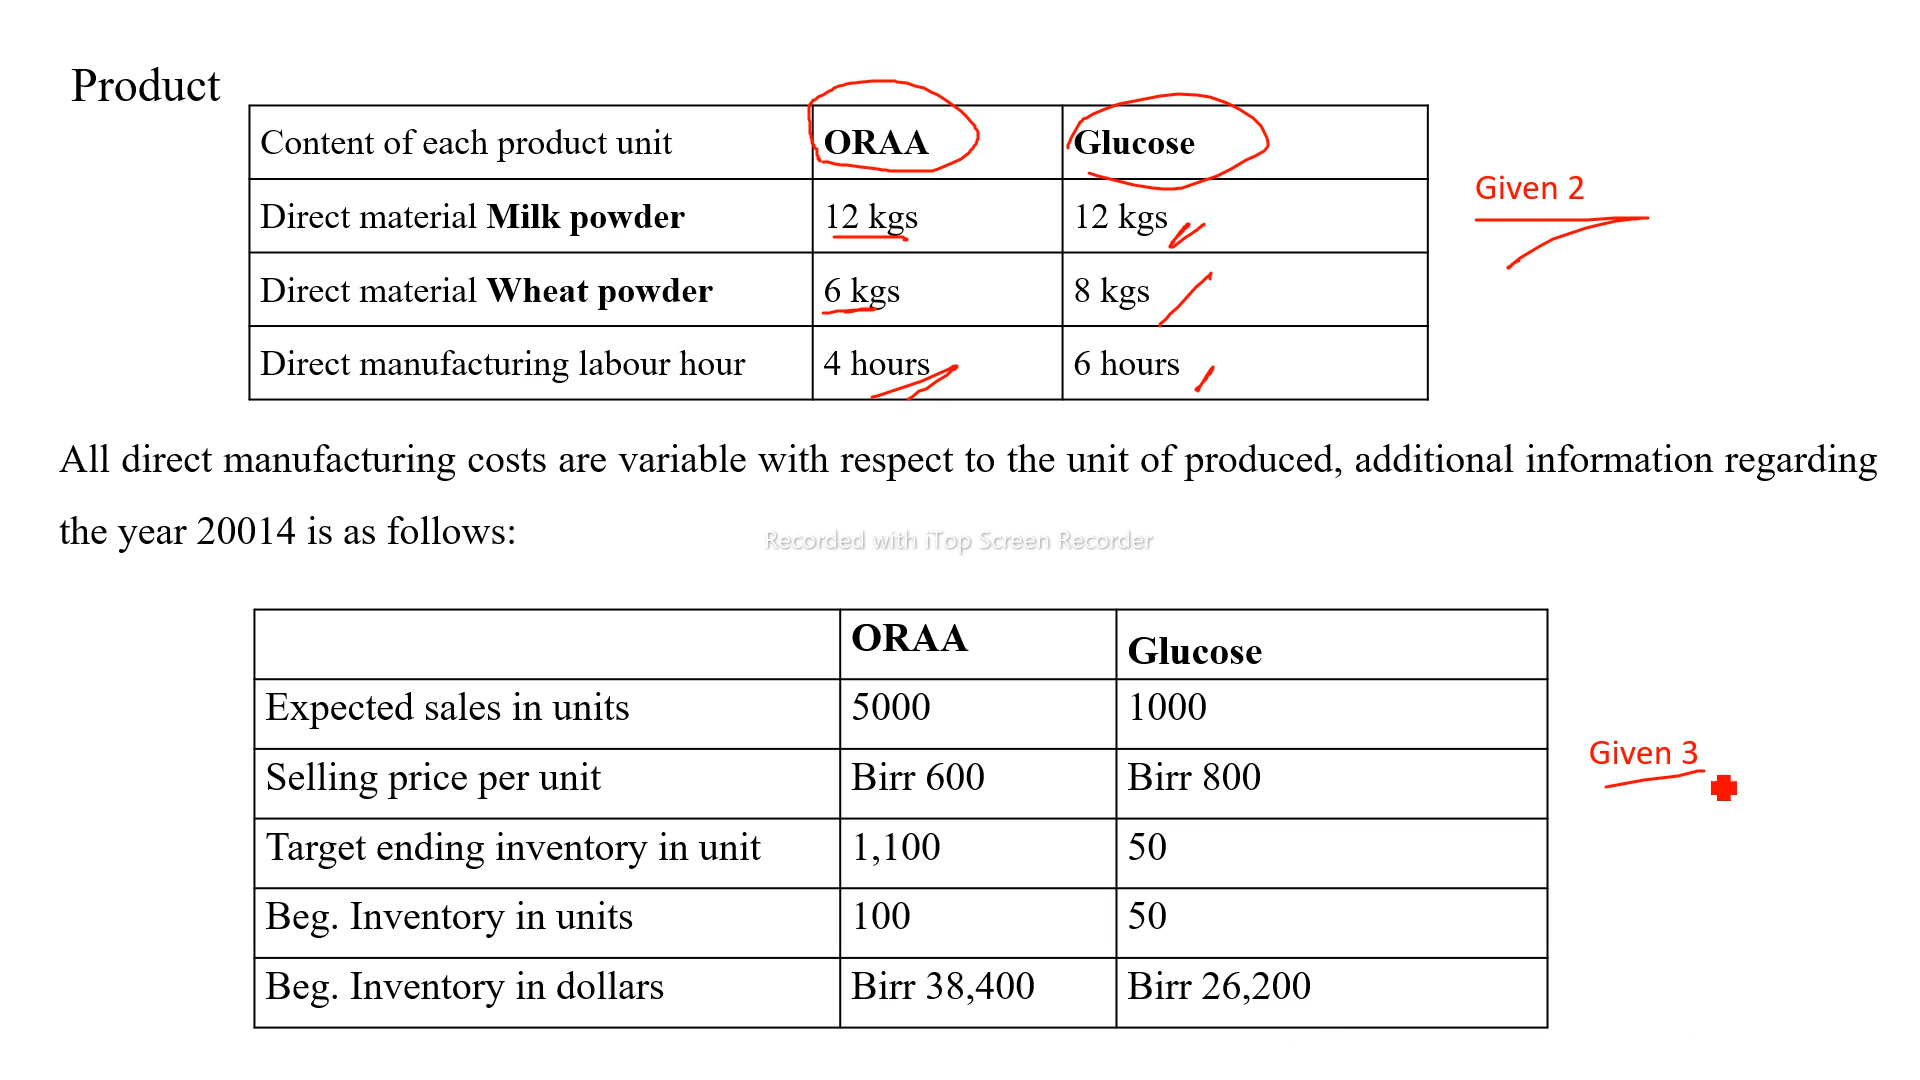 Product
Content of each product unit ORAA Glucose
Direct material Milk powder 12 kgs 12 kgs
Given 2
Direct material Wheat powder 6 kgs 8 kgs
Direct manufacturing labour hour 4 hours 6 hours
All direct manufacturing costs are variable with respect to the unit of produced, additional information regarding
the year 20014 is as follows:
Recorded with iTop Screen Recorder
ORAA Glucose
Expected sales in units 5000 1000
Selling price per unit Birr 600 Birr 800
Given 3
Target ending inventory in unit 1,100 50
Beg. Inventory in units 100 50
Beg. Inventory in dollars Birr 38,400 Birr 26,200